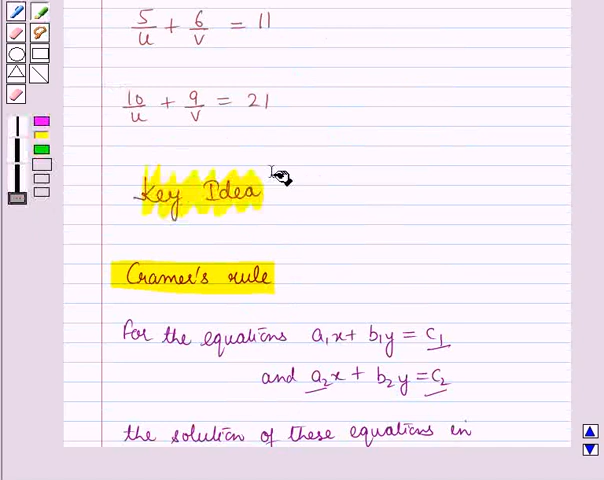 5/u + 6/v = 11
10/u + 9/v = 21
Key Idea
Cramer's rule
For the equations a₁x + b₁y = c₁
and a₂x + b₂y = c₂
the solution of these equations in